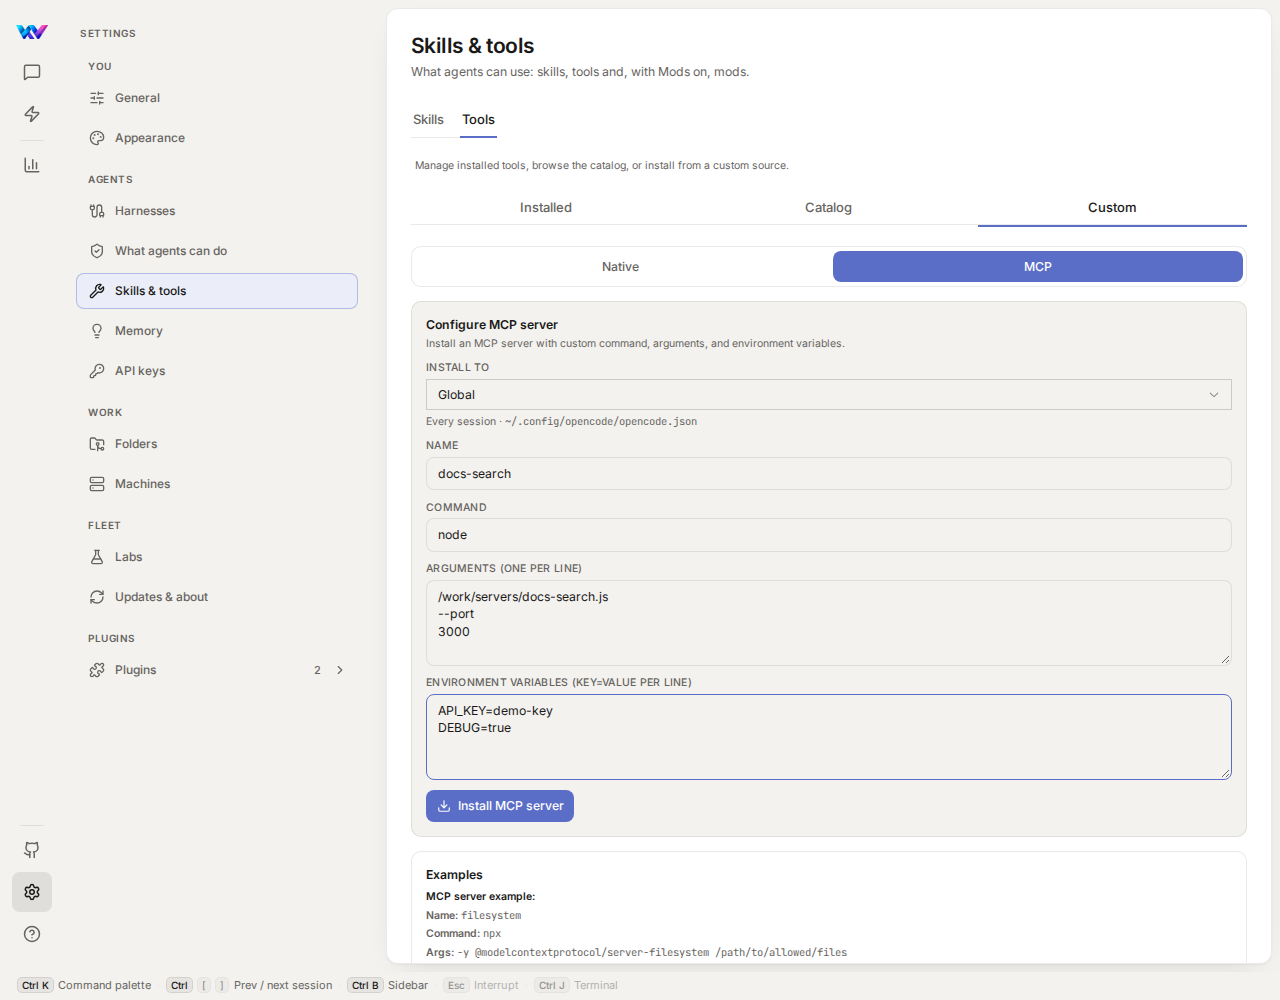 SETTINGS
YOU
General
Appearance
AGENTS
Harnesses
What agents can do
Skills & tools
Memory
API keys
WORK
Folders
Machines
FLEET
Labs
Updates & about
PLUGINS
Plugins 2
Skills & tools
What agents can use: skills, tools and, with Mods on, mods.
Skills Tools
Manage installed tools, browse the catalog, or install from a custom source.
Installed Catalog Custom
Native MCP
Configure MCP server
Install an MCP server with custom command, arguments, and environment variables.
INSTALL TO
Global
Every session · ~/.config/opencode/opencode.json
NAME
docs-search
COMMAND
node
ARGUMENTS (ONE PER LINE)
/work/servers/docs-search.js
--port
3000
ENVIRONMENT VARIABLES (KEY=VALUE PER LINE)
API_KEY=demo-key
DEBUG=true
Install MCP server
Examples
MCP server example:
Name: filesystem
Command: npx
Args: -y @modelcontextprotocol/server-filesystem /path/to/allowed/files
Ctrl K Command palette Ctrl [ ] Prev / next session Ctrl B Sidebar Esc Interrupt Ctrl J Terminal